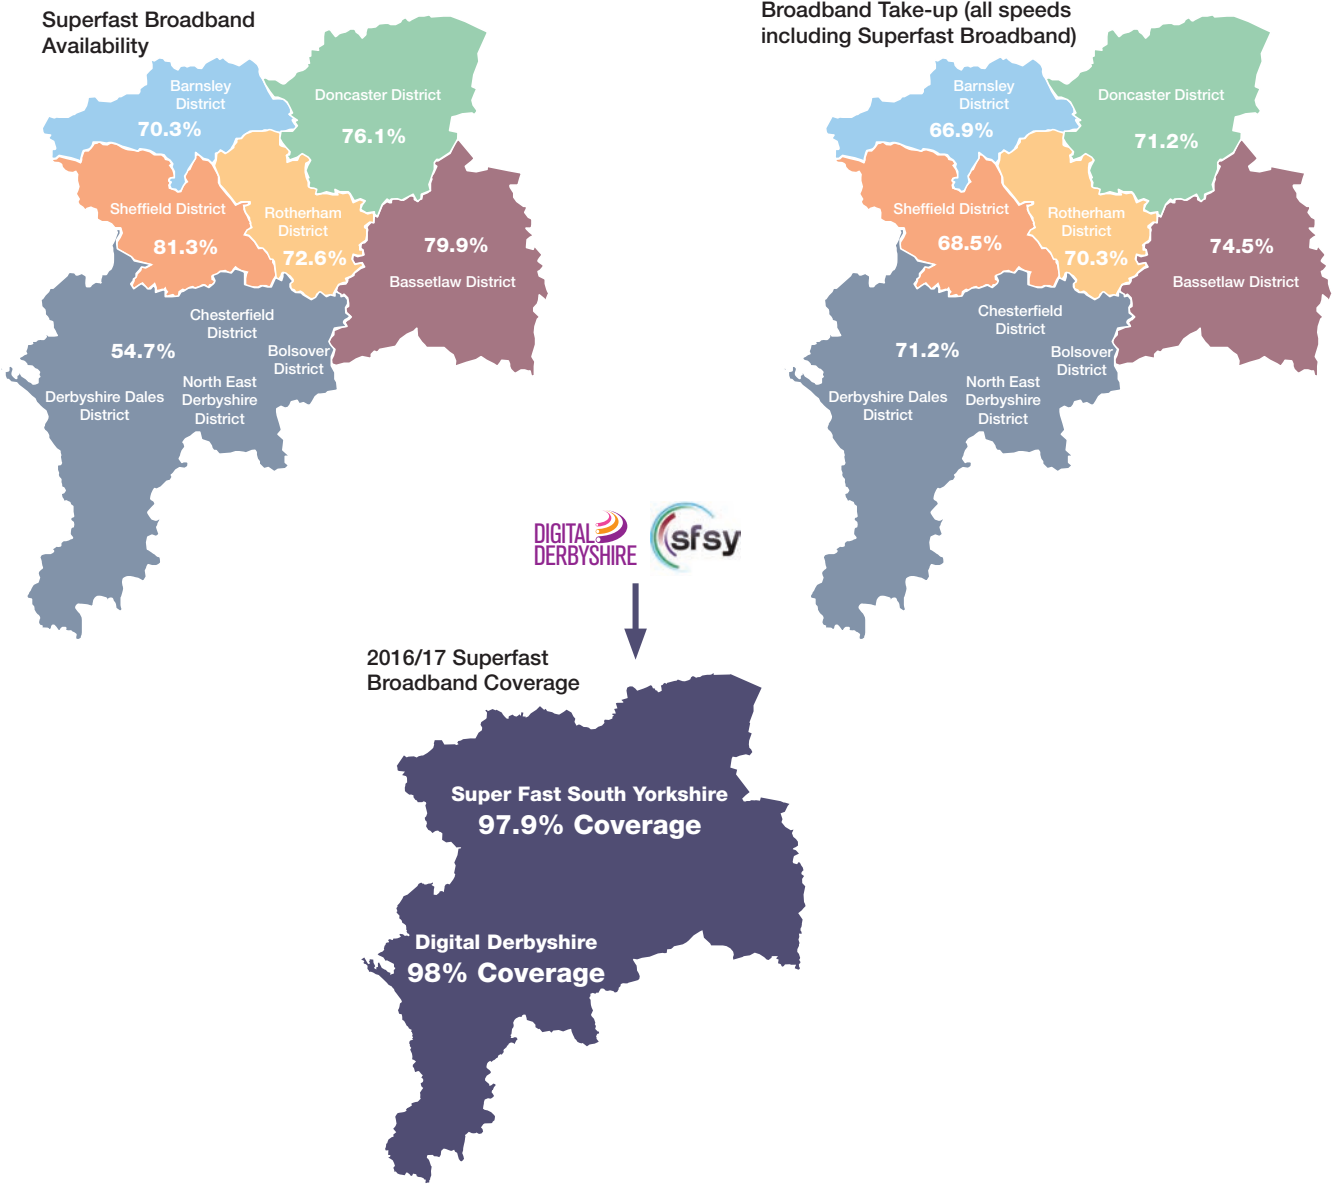 Superfast Broadband
Availability
Barnsley
District
70.3%
Doncaster District
76.1%
Sheffield District
81.3%
Rotherham
District
72.6%
79.9%
Bassetlaw District
Chesterfield
District
54.7%
Bolsover
District
North East
Derbyshire
District
Derbyshire Dales
District
Broadband Take-up (all speeds
including Superfast Broadband)
Barnsley
District
66.9%
Doncaster District
71.2%
Sheffield District
68.5%
Rotherham
District
70.3%
74.5%
Bassetlaw District
Chesterfield
District
71.2%
Bolsover
District
North East
Derbyshire
District
Derbyshire Dales
District
DIGITAL
DERBYSHIRE
sfsy
2016/17 Superfast
Broadband Coverage
Super Fast South Yorkshire
97.9% Coverage
Digital Derbyshire
98% Coverage